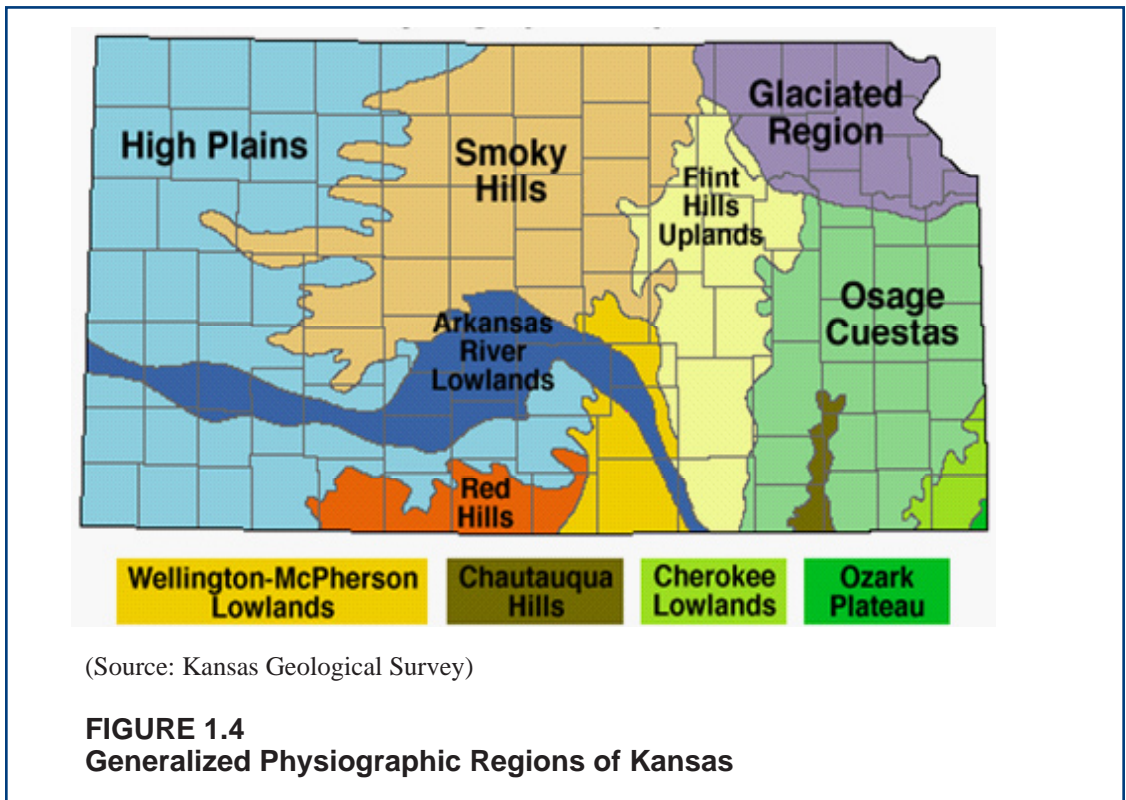 High Plains
Smoky
Hills
Glaciated
Region
Flint
Hills
Uplands
Osage
Cuestas
Arkansas
River
Lowlands
Red
Hills
Wellington-McPherson
Lowlands
Chautauqua
Hills
Cherokee
Lowlands
Ozark
Plateau
(Source: Kansas Geological Survey)
FIGURE 1.4
Generalized Physiographic Regions of Kansas